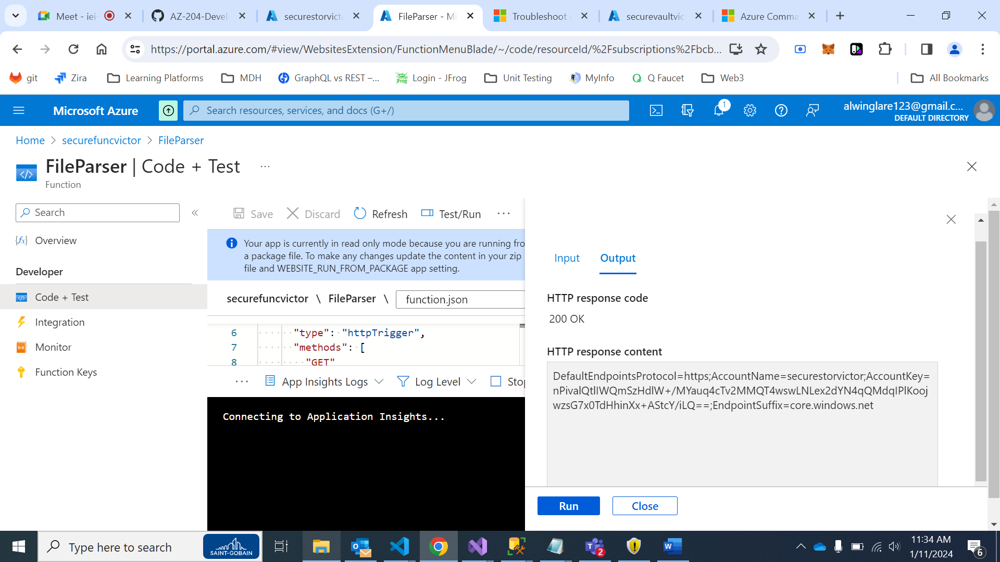 Meet - iei-
AZ-204-Devel
securestorvict
FileParser - Mi
Troubleshoot
securevaultvic
Azure Comma
https://portal.azure.com/#view/WebsitesExtension/FunctionMenuBlade/~/code/resourceId/%2Fsubscriptions%2Fbcb...
git
Zira
Learning Platforms
MDH
GraphQL vs REST –...
Login - JFrog
Unit Testing
MyInfo
Q Faucet
Web3
All Bookmarks
Microsoft Azure
Search resources, services, and docs (G+/)
1
alwinglare123@gmail.c...
DEFAULT DIRECTORY
Home > securefuncvictor > FileParser
FileParser | Code + Test ...
Function
Search
«
Overview
Developer
Code + Test
Integration
Monitor
Function Keys
Save
Discard
Refresh
Test/Run
...
Your app is currently in read only mode because you are running fro
a package file. To make any changes update the content in your zip
file and WEBSITE_RUN_FROM_PACKAGE app setting.
securefuncvictor \ FileParser \ function.json
6 "type": "httpTrigger",
7 "methods": [
8 "GET"
...
App Insights Logs
Log Level
Stop
Connecting to Application Insights...
Input
Output
HTTP response code
200 OK
HTTP response content
DefaultEndpointsProtocol=https;AccountName=securestorvictor;AccountKey=
nPivalQtlIWQmSzHdlW+/MYauq4cTv2MMQT4wswLNLex2dYN4qQMdqIPlKooj
wzsG7x0TdHhinXx+AStcY/iLQ==;EndpointSuffix=core.windows.net
Run
Close
Type here to search
SAINT-GOBAIN
2
11:34 AM
1/11/2024
6